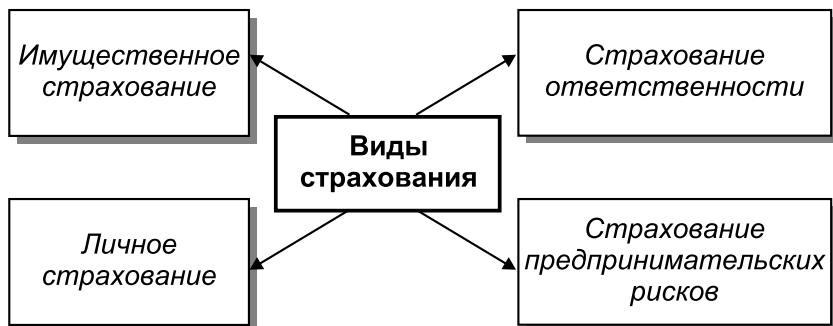 Имущественное
страхование
Страхование
ответственности
Виды
страхования
Личное
страхование
Страхование
предпринимательских
рисков